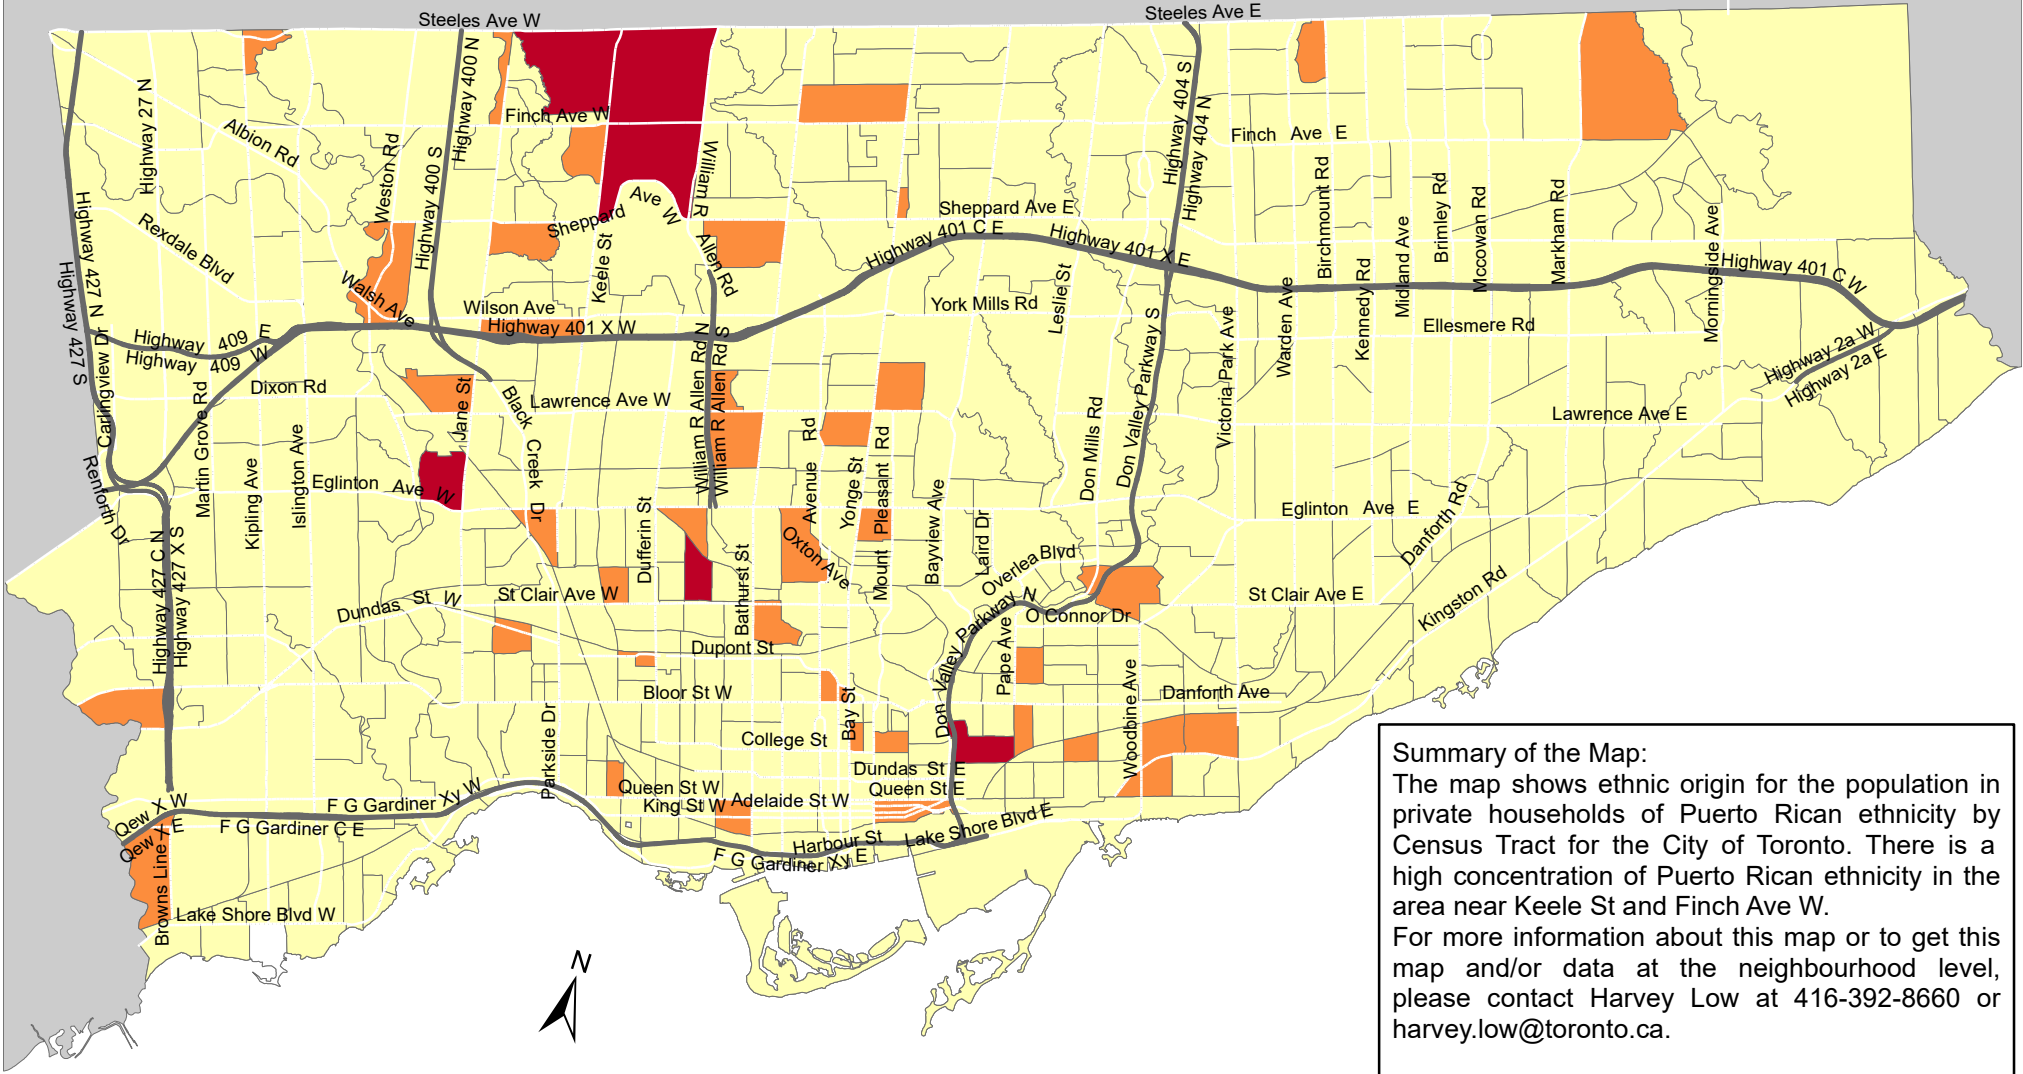 Steeles Ave W
Steeles Ave E
Highway 27 N
Albion Rd
Weston Rd
Highway 400 N
Highway 400 S
Finch Ave W
William R Allen Rd
Highway 404 S
Highway 404 N
Finch Ave E
Birchmount Rd
Brimley Rd
Mccowan Rd
Markham Rd
Midland Ave
Kennedy Rd
Morningside Ave
Rexdale Blvd
Highway 427 N
Highway 427 N
Highway 427 S
Sheppard Ave W
Keele St
Sheppard Ave E
Highway 401 C E
Highway 401 X E
Highway 401 C W
Walsh Ave
Wilson Ave
Highway 401 X W
York Mills Rd
Leslie St
Ellesmere Rd
Warden Ave
Victoria Park Ave
Highway 409 E
Highway 409 W
Highway 2a W
Highway 2a E
Carlingview Dr
Dixon Rd
Martin Grove Rd
Jane St
Black Creek Dr
Lawrence Ave W
William R Allen Rd N
William R Allen Rd S
Lawrence Ave E
Don Mills Rd
Don Valley Parkway S
Renforth Dr
Kipling Ave
Islington Ave
Eglinton Ave W
Dufferin St
Avenue Rd
Yonge St
Mount Pleasant Rd
Bayview Ave
Laird Dr
Eglinton Ave E
Danforth Rd
Oxton Ave
Overlea Blvd
Highway 427 C N
Highway 427 X S
Dundas St W
St Clair Ave W
Bathurst St
St Clair Ave E
Kingston Rd
O Connor Dr
Don Valley Parkway N
Pape Ave
Dupont St
Bloor St W
Bay St
Danforth Ave
Woodbine Ave
Parkside Dr
College St
Dundas St E
Queen St W
Queen St E
King St W
Adelaide St W
F G Gardiner Xy W
Qew X W
Qew X E
F G Gardiner C E
Harbour St
Lake Shore Blvd E
F G Gardiner Xy E
Browns Line
Lake Shore Blvd W
N
Summary of the Map:
The map shows ethnic origin for the population in
private households of Puerto Rican ethnicity by
Census Tract for the City of Toronto. There is a
high concentration of Puerto Rican ethnicity in the
area near Keele St and Finch Ave W.
For more information about this map or to get this
map and/or data at the neighbourhood level,
please contact Harvey Low at 416-392-8660 or
harvey.low@toronto.ca.